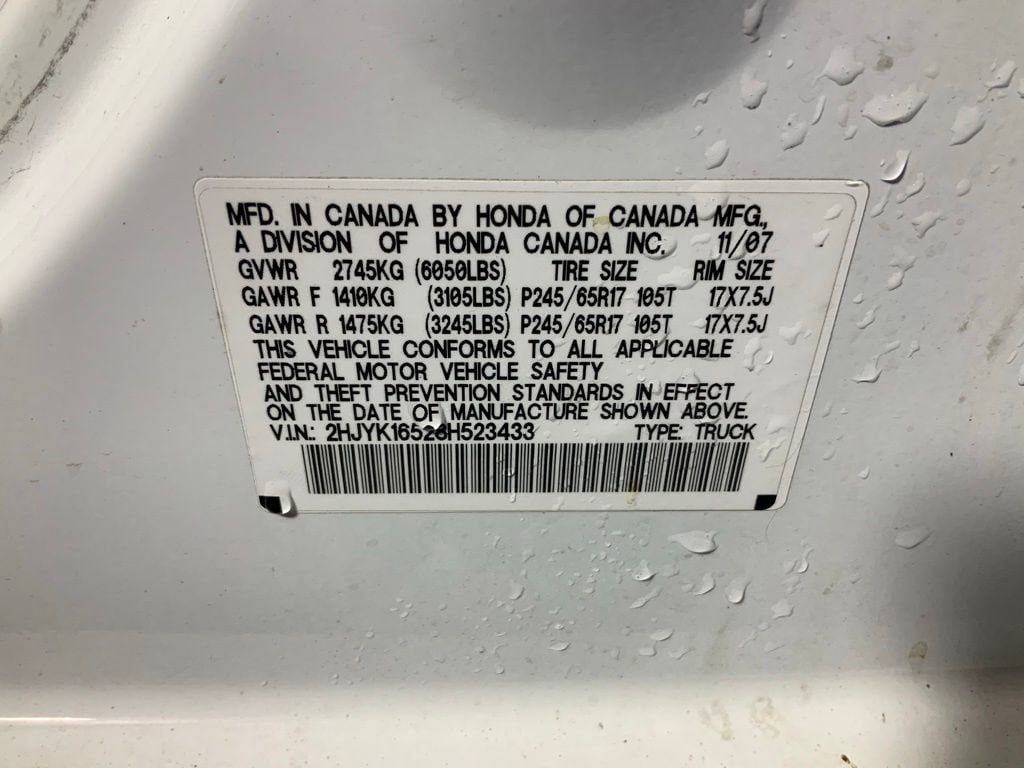 MFD. IN CANADA BY HONDA OF CANADA MFG.,
A DIVISION OF HONDA CANADA INC. 11/07
GVWR 2745KG (6050LBS) TIRE SIZE RIM SIZE
GAWR F 1410KG (3105LBS) P245/65R17 105T 17X7.5J
GAWR R 1475KG (3245LBS) P245/65R17 105T 17X7.5J
THIS VEHICLE CONFORMS TO ALL APPLICABLE
FEDERAL MOTOR VEHICLE SAFETY
AND THEFT PREVENTION STANDARDS IN EFFECT
ON THE DATE OF MANUFACTURE SHOWN ABOVE.
V.I.N.: 2HJYK16528H523433 TYPE: TRUCK